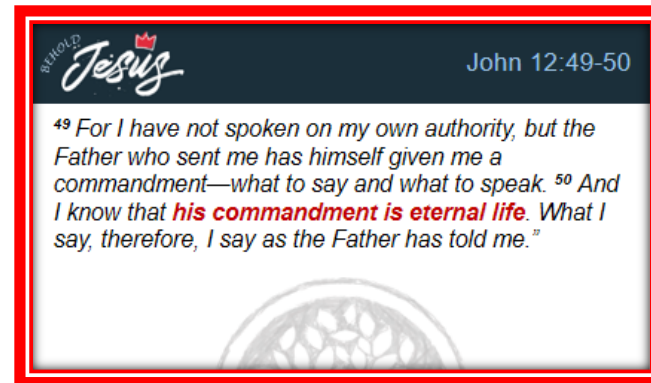 BEHOLD
Jesus
John 12:49-50
49 For I have not spoken on my own authority, but the
Father who sent me has himself given me a
commandment—what to say and what to speak. 50 And
I know that his commandment is eternal life. What I
say, therefore, I say as the Father has told me.”